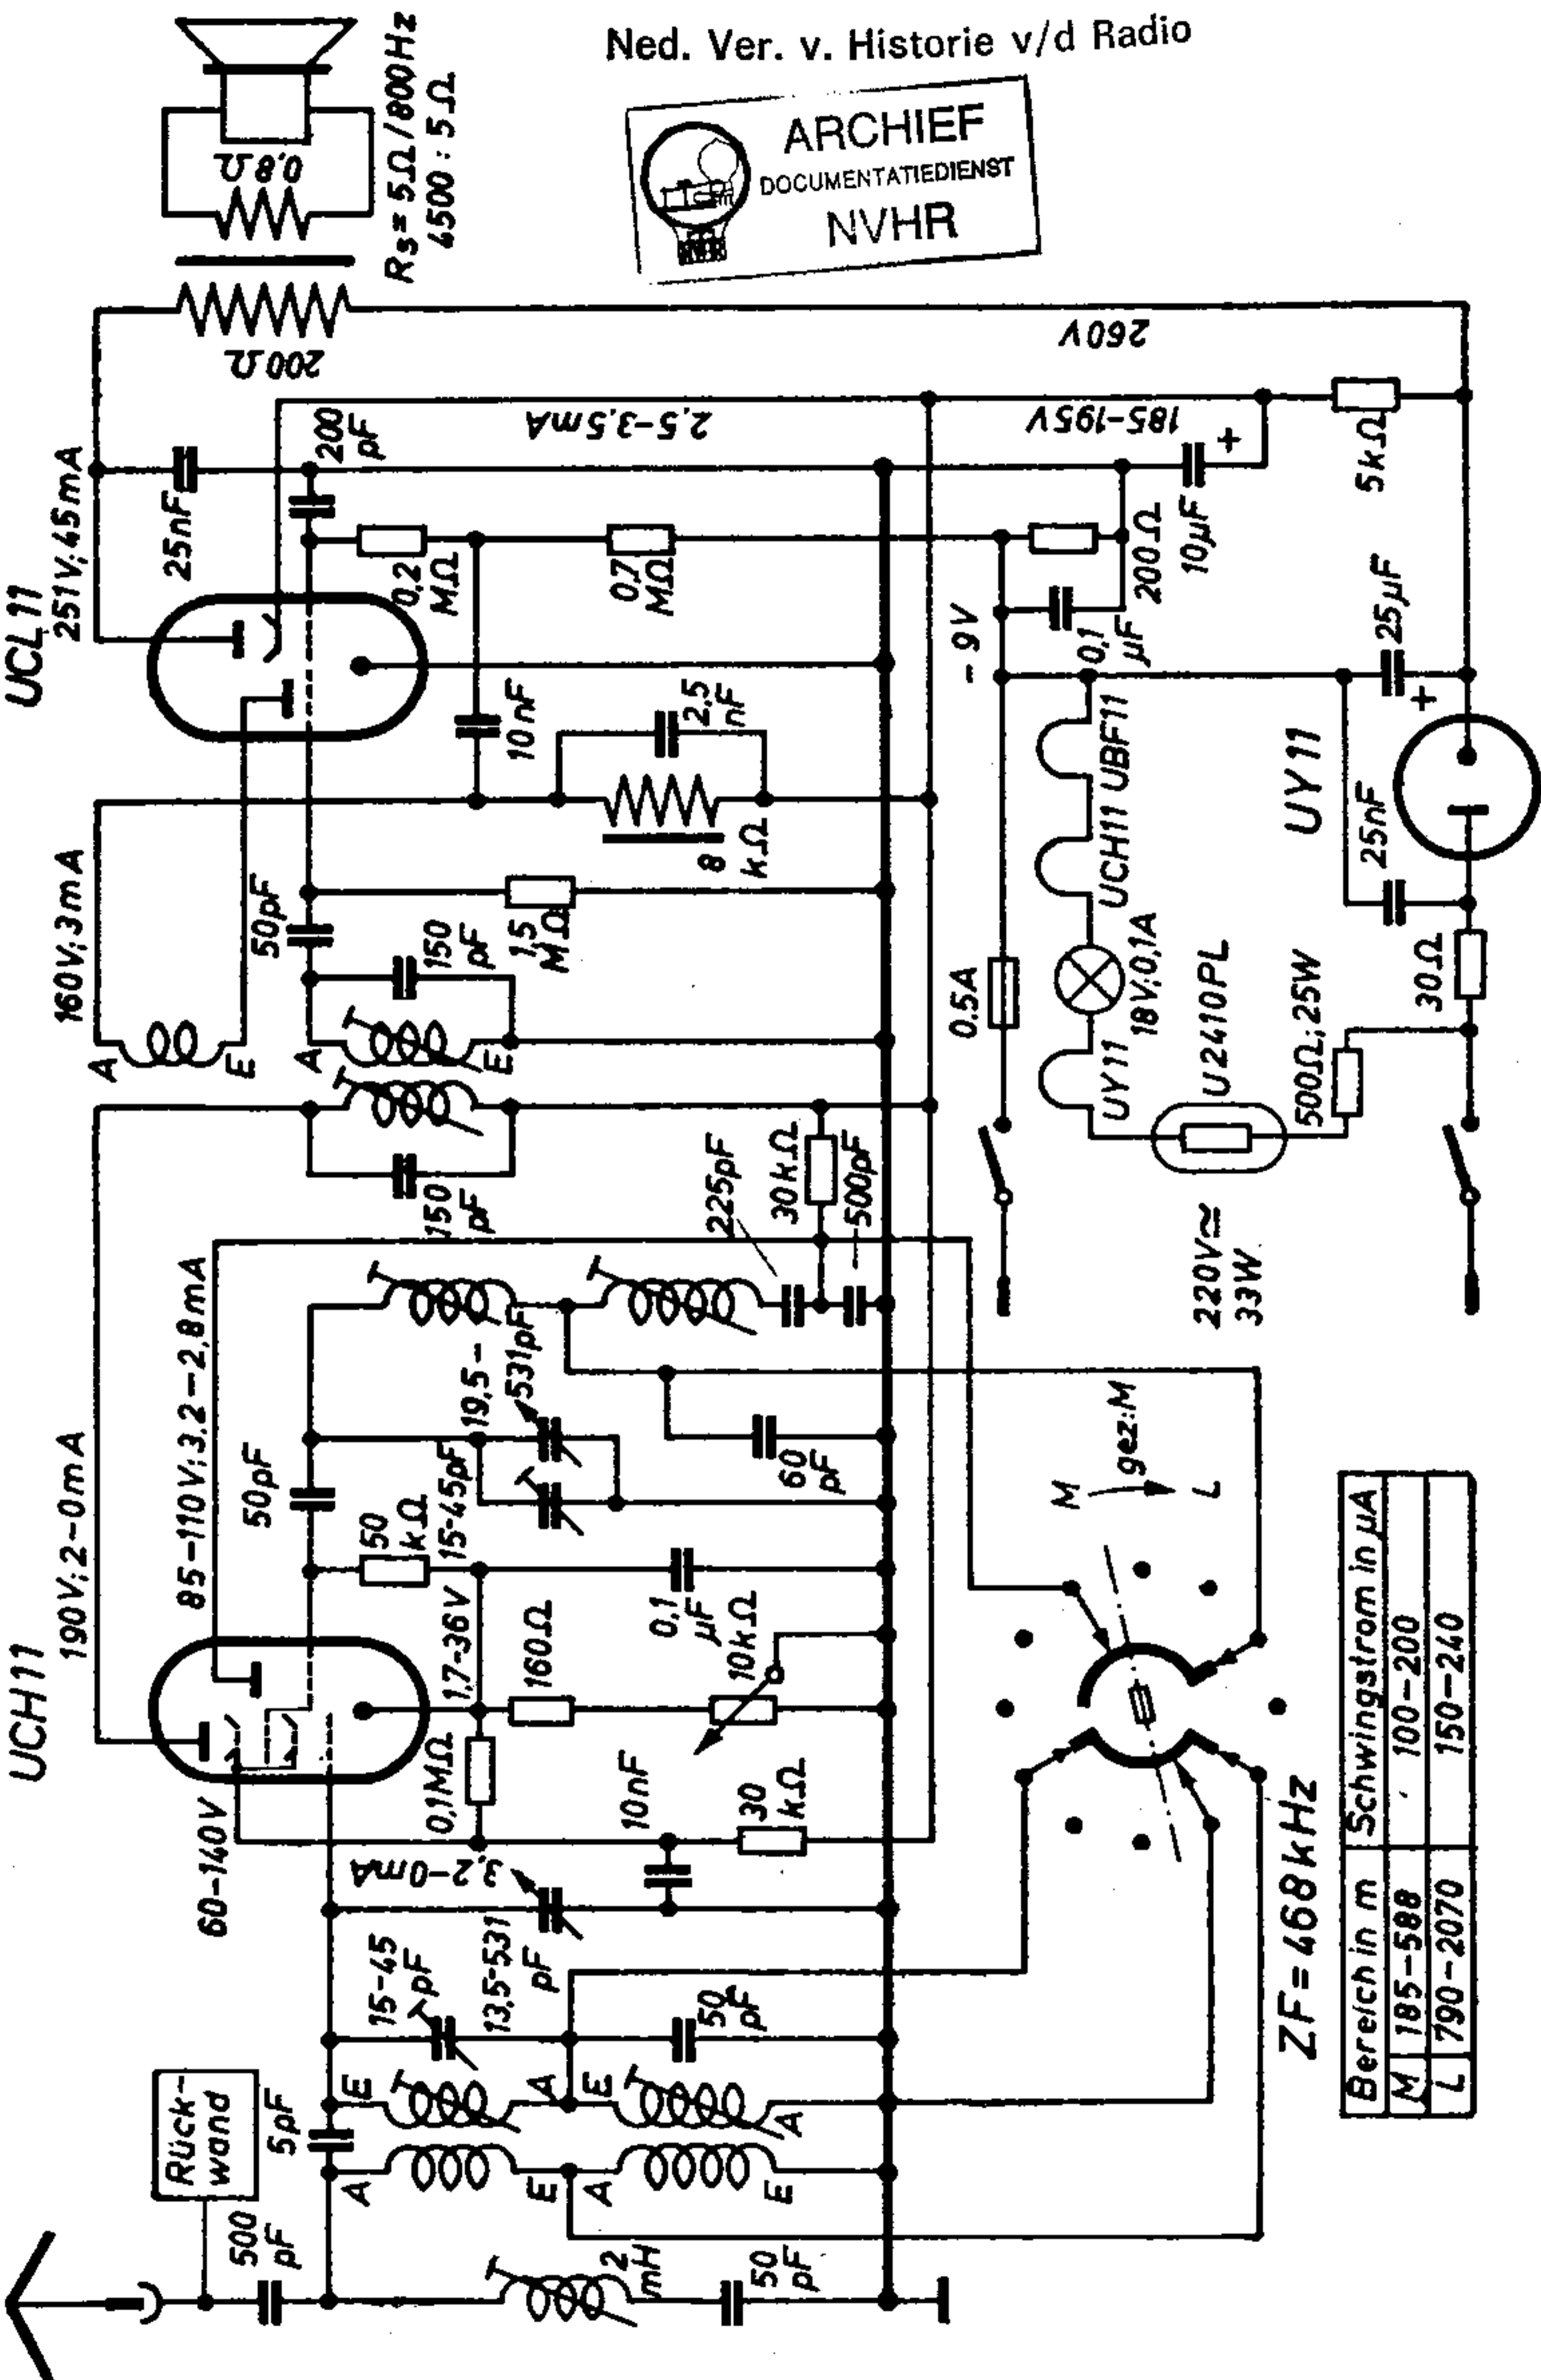 Ned. Ver. v. Historie v/d Radio
ARCHIEF
DOCUMENTATIEDIENST
NVHR
Rück-
wand
500
pF
5pF
A
E
A
E
E
A
E
A
2
mH
50
pF
15-45
pF
13,5-531
pF
50
pF
UCH11
190V; 2-0mA
85-110V; 3,2-2,8mA
60-140V
3,2-0mA
0,1MΩ
10nF
30
kΩ
1,7-36V
160Ω
10kΩ
0,1
µF
50
kΩ
50pF
15-45pF
19,5-
531pF
60
pF
225pF
30kΩ
500pF
150
pF
150
pF
A
E
A
E
160V; 3mA
50pF
1,5
MΩ
8
kΩ
2,5
nF
10nF
UCL11
251V; 45mA
25nF
200
pF
0,2
MΩ
0,7
MΩ
2,5-3,5mA
185-195V
260V
200Ω
0,8Ω
Rs=5Ω/800Hz
4500:5Ω
-9V
0,1
µF
200Ω
10µF
+
5kΩ
25µF
+
UY11
25nF
30Ω
0.5A
UCH11 UBF11
18V;0,1A
UY11
U2410PL
500Ω;25W
220V≃
33W
M
gez:M
L
ZF=468kHz
Bereich in m Schwingstrom in µA
M 185-588 100-200
L 790-2070 150-240